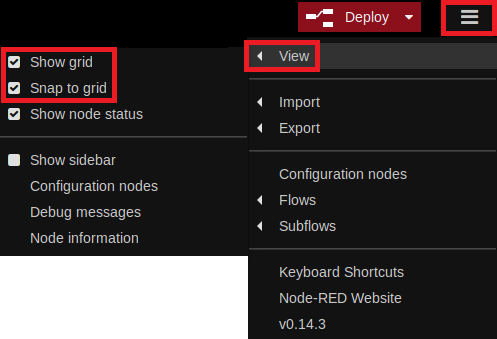 Deploy
Show grid
Snap to grid
Show node status
Show sidebar
Configuration nodes
Debug messages
Node information
View
Import
Export
Configuration nodes
Flows
Subflows
Keyboard Shortcuts
Node-RED Website
v0.14.3